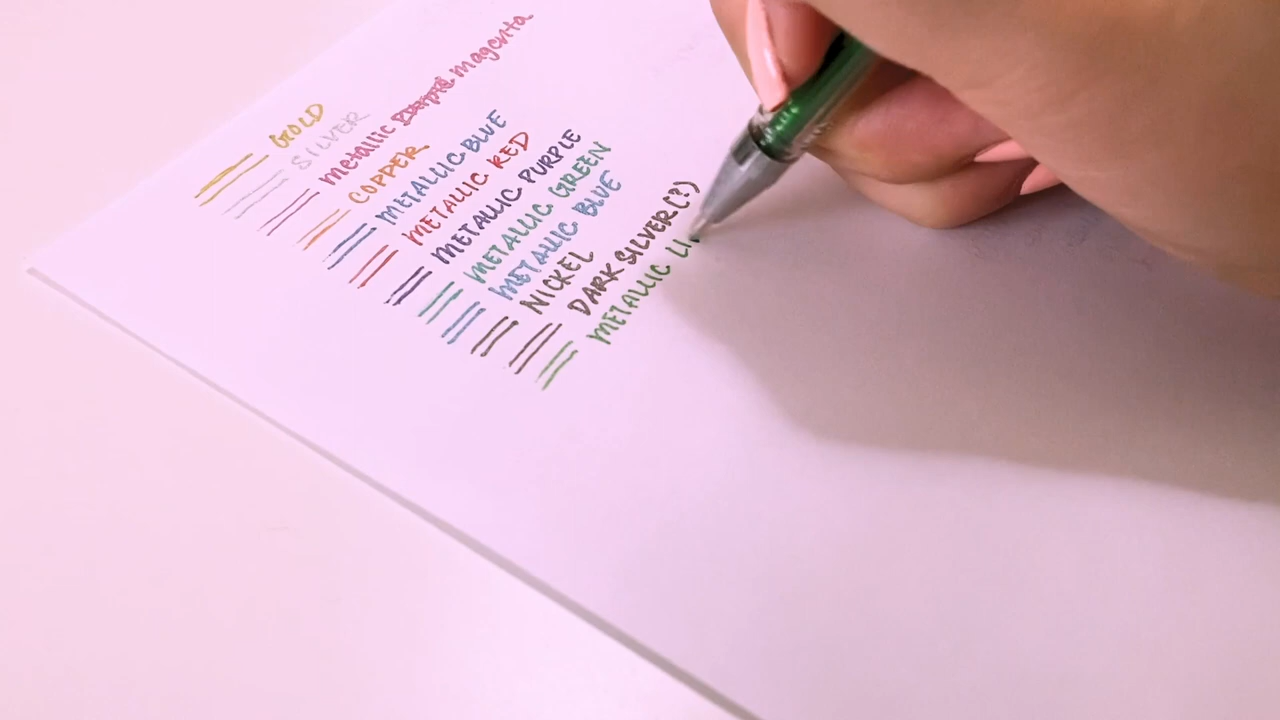 GOLD
SILVER
metallic magenta
COPPER
METALLIC BLUE
METALLIC RED
METALLIC PURPLE
METALLIC GREEN
METALLIC BLUE
NICKEL
DARK SILVER(?)
METALLIC LI